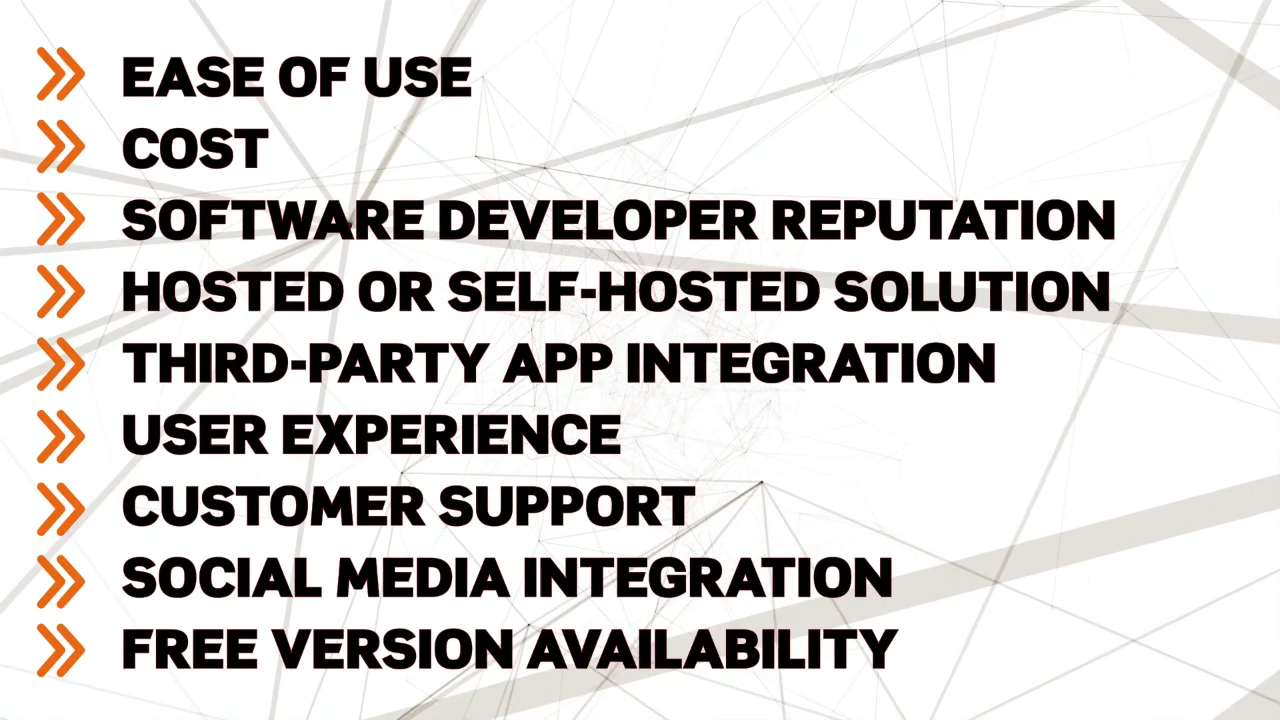 EASE OF USE
COST
SOFTWARE DEVELOPER REPUTATION
HOSTED OR SELF-HOSTED SOLUTION
THIRD-PARTY APP INTEGRATION
USER EXPERIENCE
CUSTOMER SUPPORT
SOCIAL MEDIA INTEGRATION
FREE VERSION AVAILABILITY